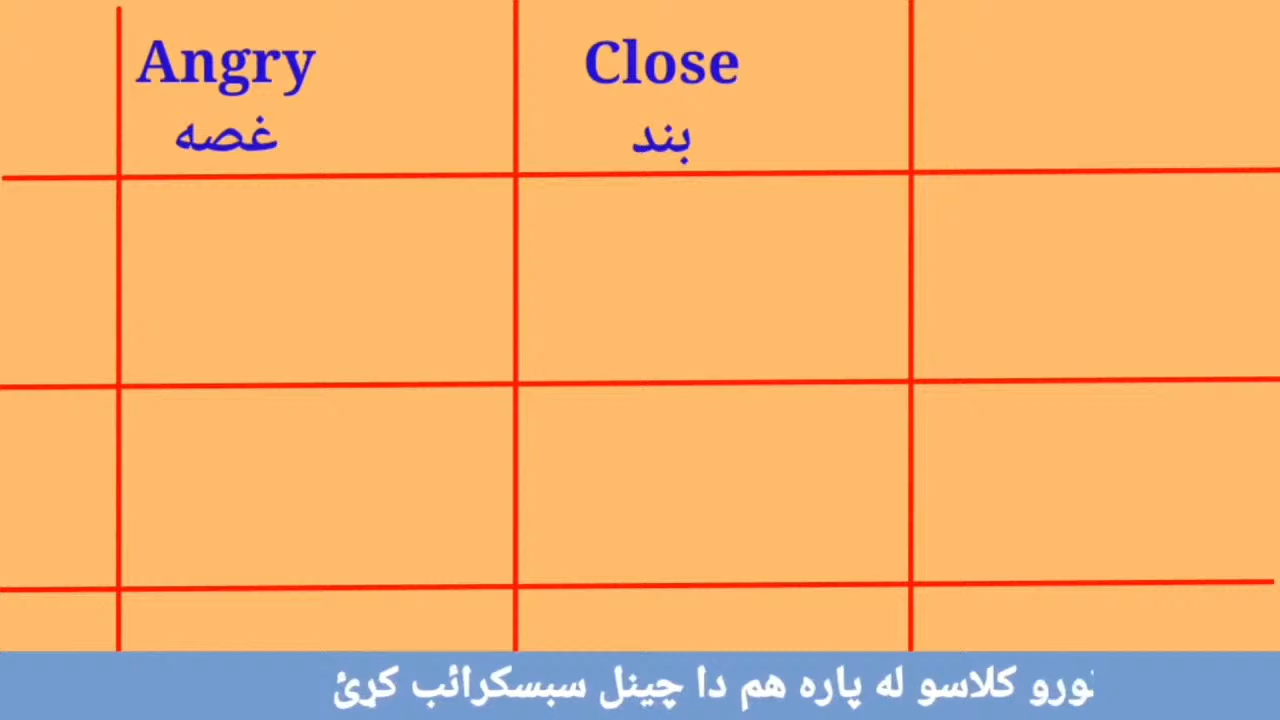 Angry
غصه
Close
بند
کلاسو له پاره هم دا چینل سبسکرائب کړئ